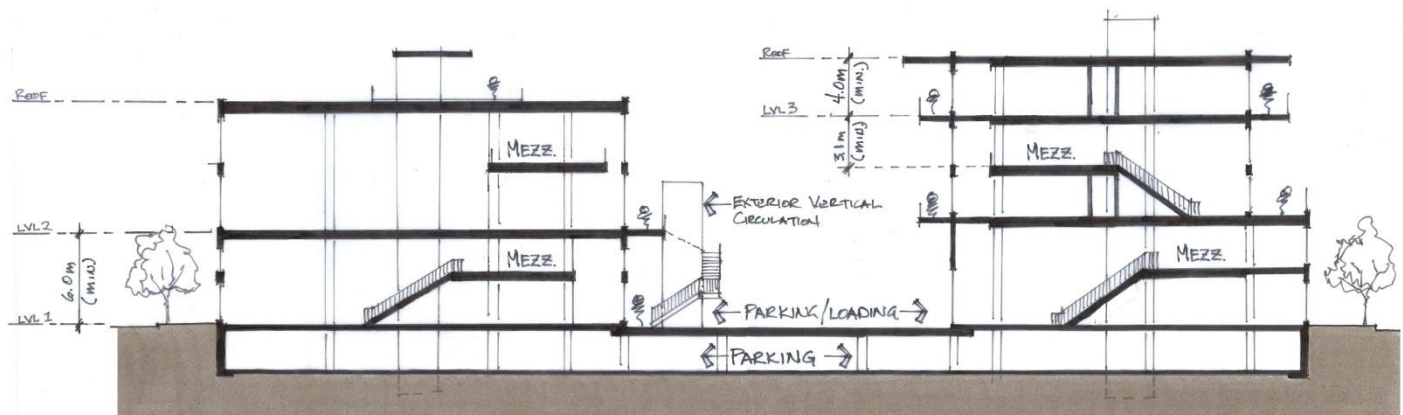 ROOF
MEZZ.
LVL 2
MEZZ.
6.0m
(MIN.)
LVL 1
EXTERIOR VERTICAL
CIRCULATION
PARKING/LOADING
PARKING
ROOF
4.0m
(MIN.)
LVL 3
3.1m
(MIN.)
MEZZ.
MEZZ.